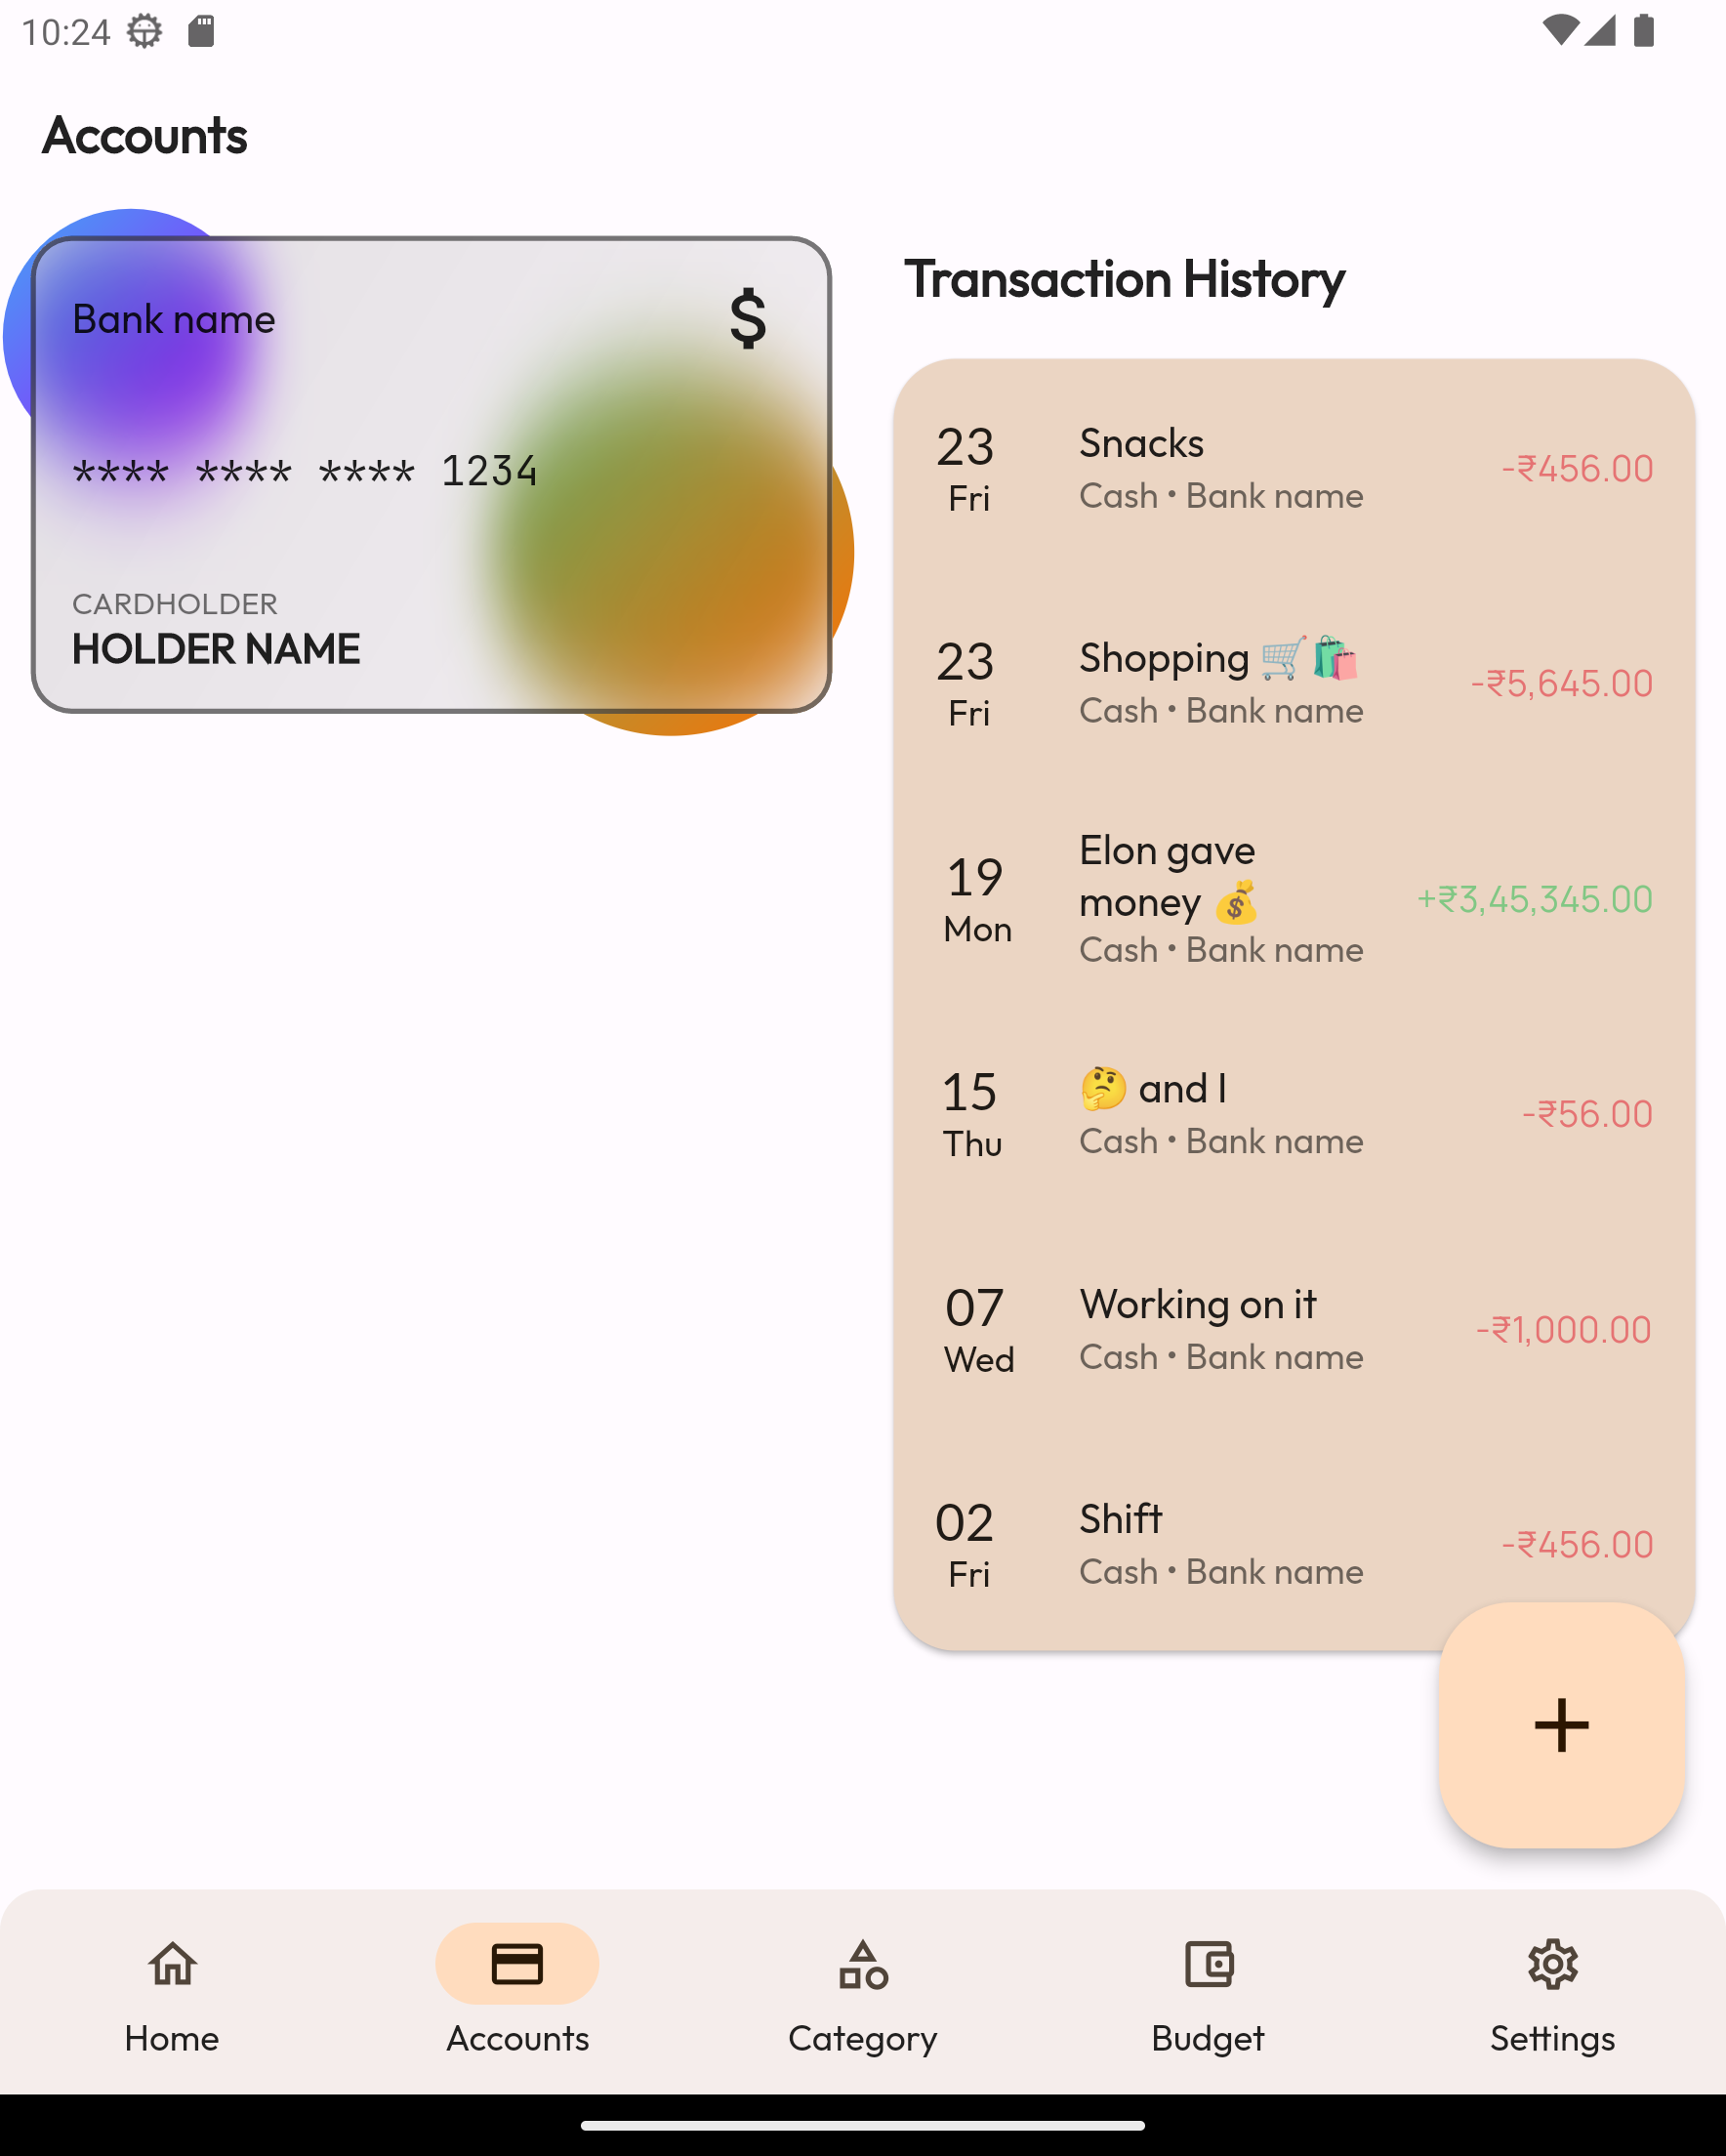 10:24
Accounts
Bank name
$
**** **** **** 1234
CARDHOLDER
HOLDER NAME
Transaction History
23
Fri
Snacks
Cash • Bank name
-₹456.00
23
Fri
Shopping 🛒🛍️
Cash • Bank name
-₹5,645.00
19
Mon
Elon gave
money 💰
Cash • Bank name
+₹3,45,345.00
15
Thu
🤔 and I
Cash • Bank name
-₹56.00
07
Wed
Working on it
Cash • Bank name
-₹1,000.00
02
Fri
Shift
Cash • Bank name
-₹456.00
Home
Accounts
Category
Budget
Settings